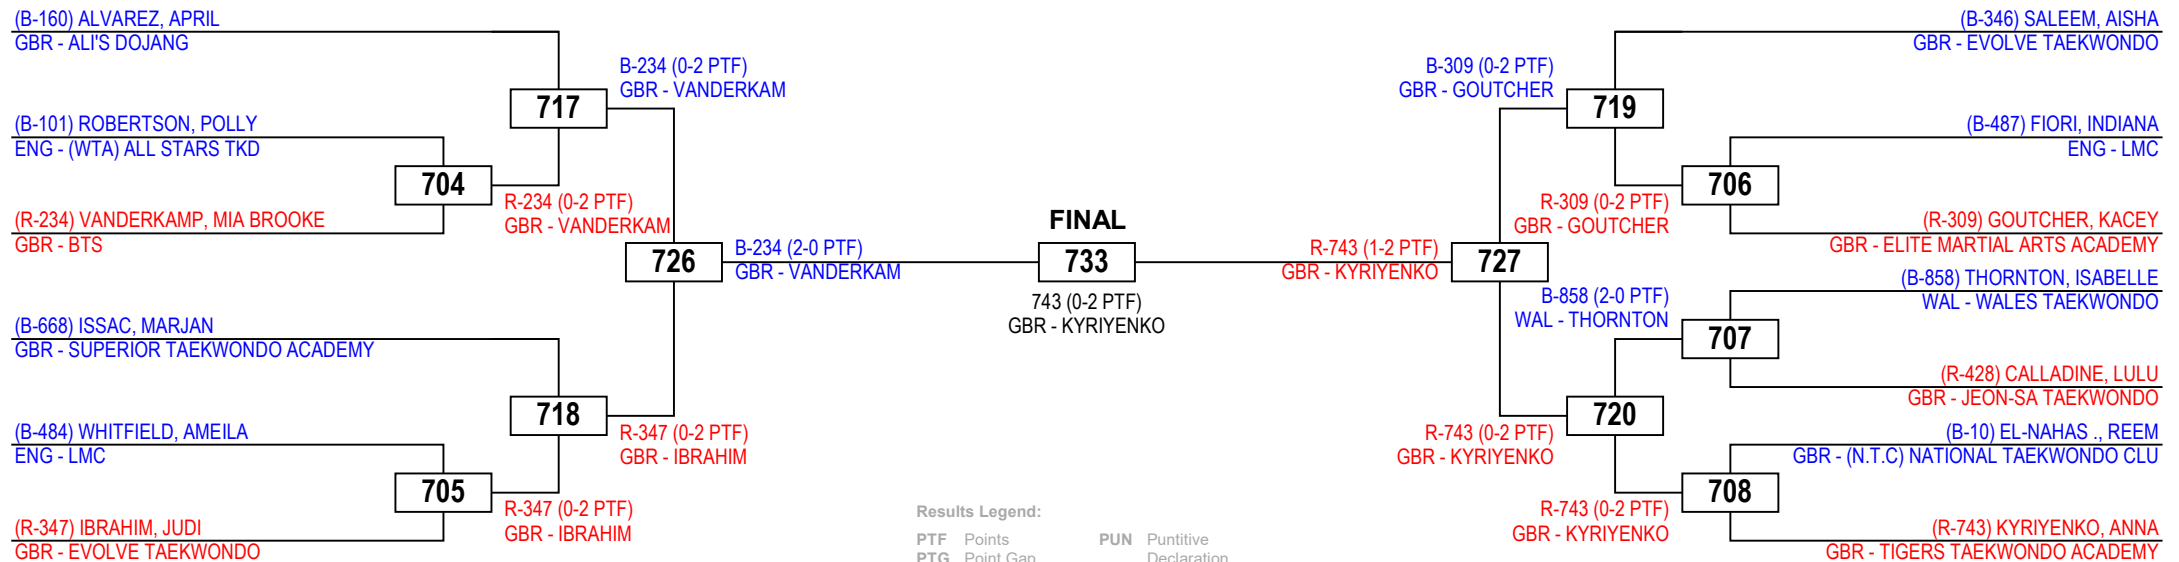 (B-160) ALVAREZ, APRIL
GBR - ALI'S DOJANG
(B-101) ROBERTSON, POLLY
ENG - (WTA) ALL STARS TKD
(R-234) VANDERKAMP, MIA BROOKE
GBR - BTS
(B-668) ISSAC, MARJAN
GBR - SUPERIOR TAEKWONDO ACADEMY
(B-484) WHITFIELD, AMEILA
ENG - LMC
(R-347) IBRAHIM, JUDI
GBR - EVOLVE TAEKWONDO
704
R-234 (0-2 PTF)
GBR - VANDERKAM
705
R-347 (0-2 PTF)
GBR - IBRAHIM
717
B-234 (0-2 PTF)
GBR - VANDERKAM
718
R-347 (0-2 PTF)
GBR - IBRAHIM
726
B-234 (2-0 PTF)
GBR - VANDERKAM
FINAL
733
743 (0-2 PTF)
GBR - KYRIYENKO
R-743 (1-2 PTF)
GBR - KYRIYENKO
727
B-309 (0-2 PTF)
GBR - GOUTCHER
719
R-743 (0-2 PTF)
GBR - KYRIYENKO
720
R-309 (0-2 PTF)
GBR - GOUTCHER
706
B-858 (2-0 PTF)
WAL - THORNTON
707
R-743 (0-2 PTF)
GBR - KYRIYENKO
708
(B-346) SALEEM, AISHA
GBR - EVOLVE TAEKWONDO
(B-487) FIORI, INDIANA
ENG - LMC
(R-309) GOUTCHER, KACEY
GBR - ELITE MARTIAL ARTS ACADEMY
(B-858) THORNTON, ISABELLE
WAL - WALES TAEKWONDO
(R-428) CALLADINE, LULU
GBR - JEON-SA TAEKWONDO
(B-10) EL-NAHAS ., REEM
GBR - (N.T.C) NATIONAL TAEKWONDO CLU
(R-743) KYRIYENKO, ANNA
GBR - TIGERS TAEKWONDO ACADEMY
Results Legend:
PTF Points PUN Puntitive
PTG Point Gap Declaration